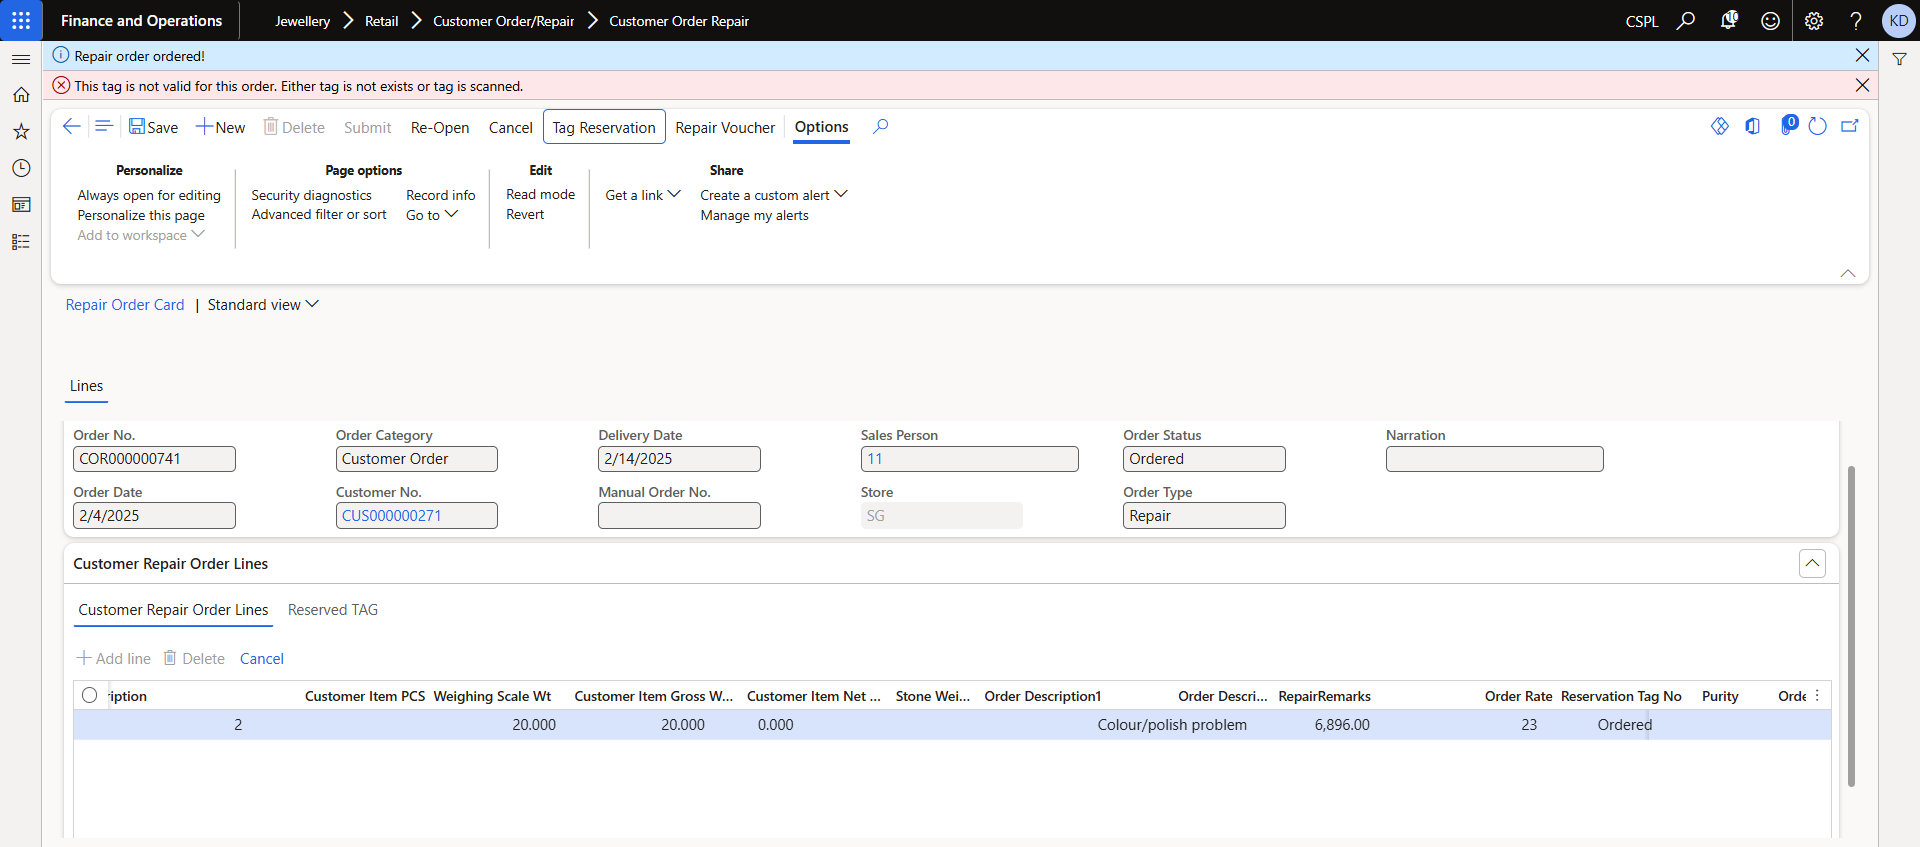 Finance and Operations
Jewellery
Retail
Customer Order/Repair
Customer Order Repair
CSPL
KD
Repair order ordered!
This tag is not valid for this order. Either tag is not exists or tag is scanned.
Save
New
Delete
Submit
Re-Open
Cancel
Tag Reservation
Repair Voucher
Options
0
Personalize
Always open for editing
Personalize this page
Add to workspace
Page options
Security diagnostics
Advanced filter or sort
Record info
Go to
Edit
Read mode
Revert
Share
Get a link
Create a custom alert
Manage my alerts
Repair Order Card | Standard view
Lines
Order No. Order Category Delivery Date Sales Person Order Status Narration
COR000000741 Customer Order 2/14/2025 11 Ordered
Order Date Customer No. Manual Order No. Store Order Type
2/4/2025 CUS000000271 SG Repair
Customer Repair Order Lines
Customer Repair Order Lines Reserved TAG
Add line Delete Cancel
ription Customer Item PCS Weighing Scale Wt Customer Item Gross W... Customer Item Net ... Stone Wei... Order Description1 Order Descri... RepairRemarks Order Rate Reservation Tag No Purity Orde
2 20.000 20.000 0.000 Colour/polish problem 6,896.00 23 Ordered